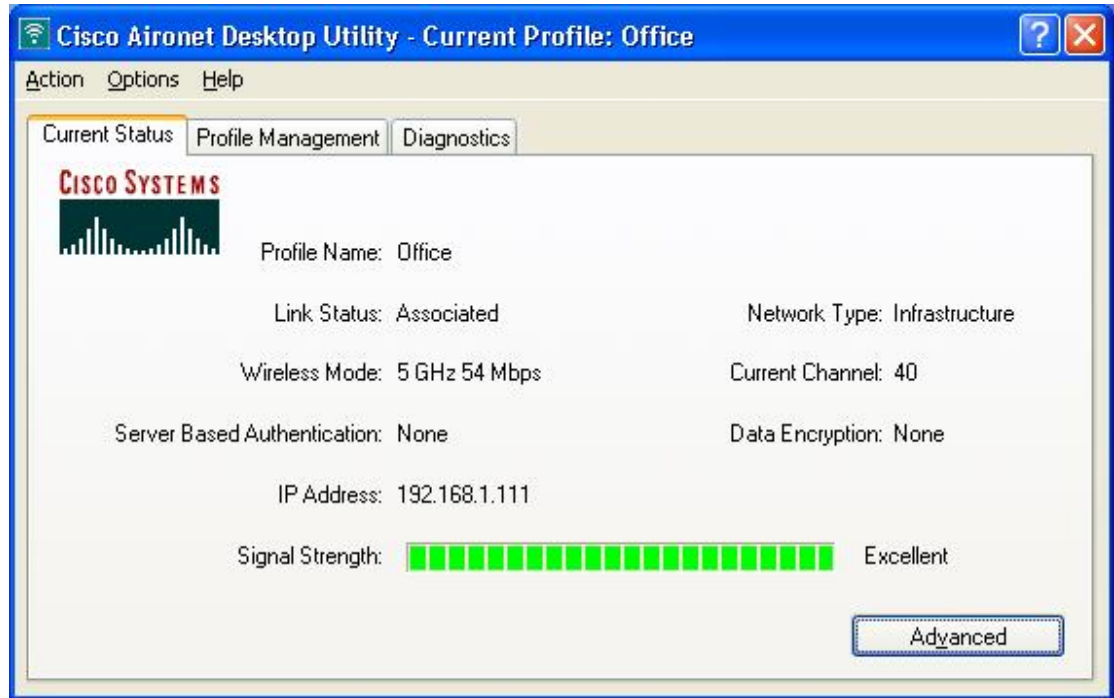 Cisco Aironet Desktop Utility - Current Profile: Office
Action Options Help
Current Status Profile Management Diagnostics
CISCO SYSTEMS
Profile Name: Office
Link Status: Associated Network Type: Infrastructure
Wireless Mode: 5 GHz 54 Mbps Current Channel: 40
Server Based Authentication: None Data Encryption: None
IP Address: 192.168.1.111
Signal Strength: Excellent
Advanced